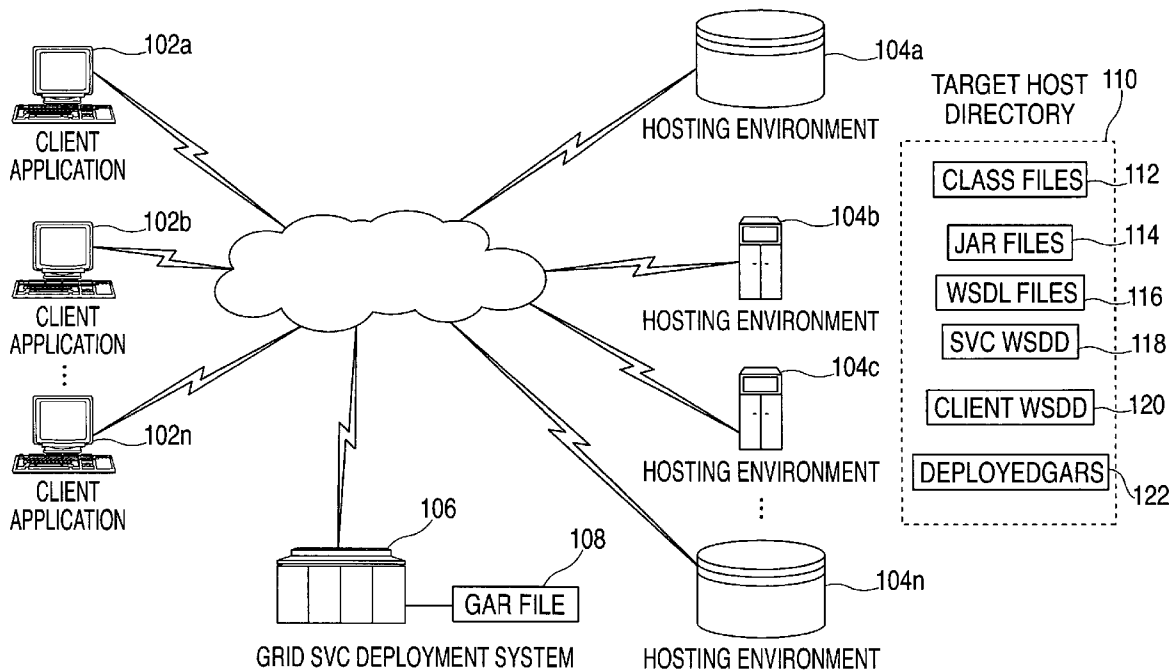 102a
CLIENT
APPLICATION
102b
CLIENT
APPLICATION
102n
CLIENT
APPLICATION
106
108
GAR FILE
GRID SVC DEPLOYMENT SYSTEM
104a
HOSTING ENVIRONMENT
104b
HOSTING ENVIRONMENT
104c
HOSTING ENVIRONMENT
104n
HOSTING ENVIRONMENT
TARGET HOST
DIRECTORY
110
CLASS FILES
112
JAR FILES
114
WSDL FILES
116
SVC WSDD
118
CLIENT WSDD
120
DEPLOYEDGARS
122